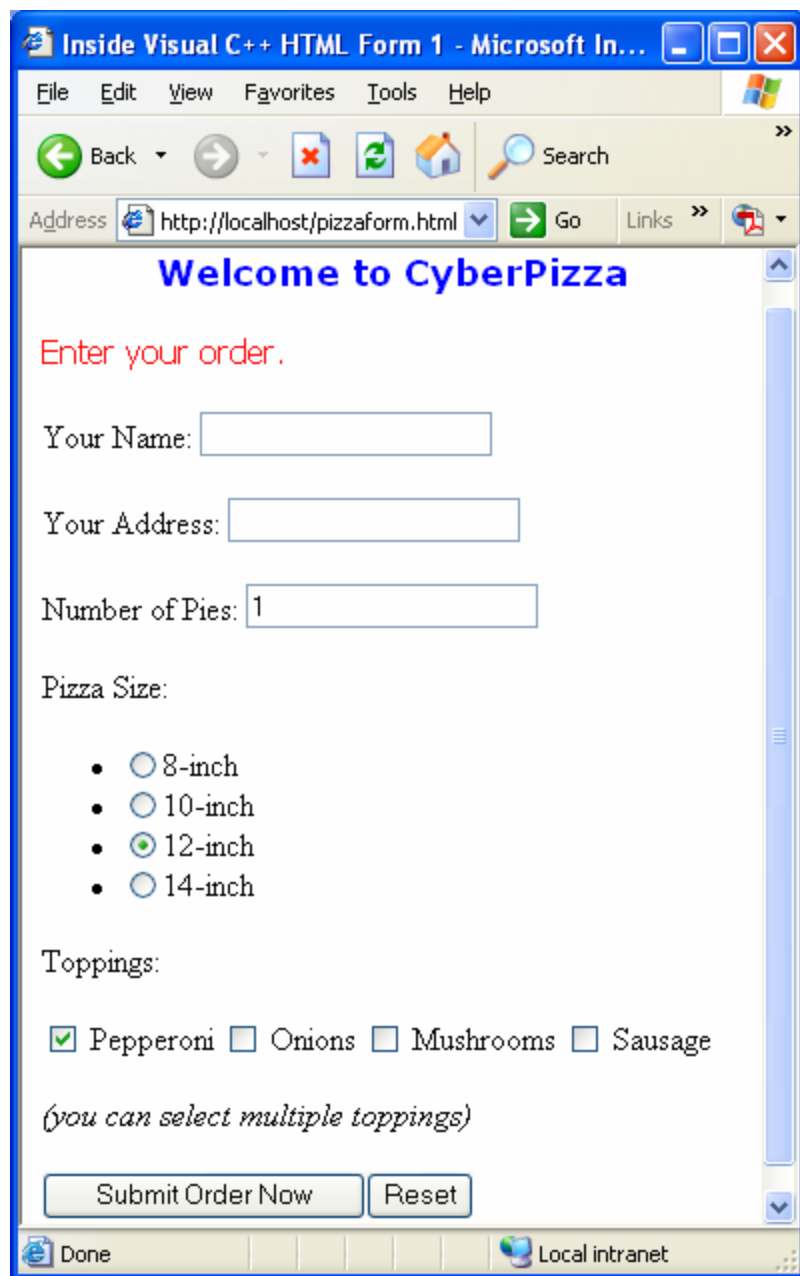 Inside Visual C++ HTML Form 1 - Microsoft In...
File Edit View Favorites Tools Help
Back Search
Address http://localhost/pizzaform.html Go Links
Welcome to CyberPizza
Enter your order.
Your Name:
Your Address:
Number of Pies: 1
Pizza Size:
8-inch
10-inch
12-inch
14-inch
Toppings:
Pepperoni Onions Mushrooms Sausage
(you can select multiple toppings)
Submit Order Now Reset
Done Local intranet